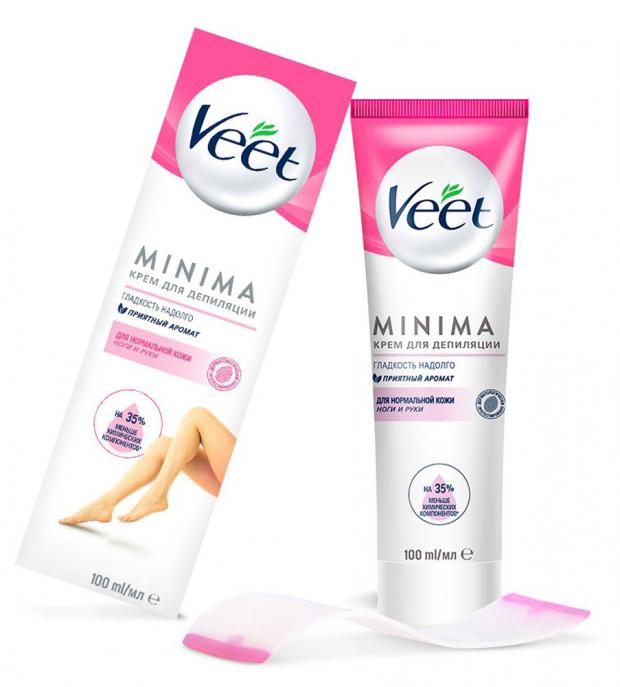 Veet
MINIMA
КРЕМ ДЛЯ ДЕПИЛЯЦИИ
ГЛАДКОСТЬ НАДОЛГО
ПРИЯТНЫЙ АРОМАТ
ДЛЯ НОРМАЛЬНОЙ КОЖИ
НОГИ И РУКИ
НА 35%
МЕНЬШЕ
ХИМИЧЕСКИХ
КОМПОНЕНТОВ*
100 ml/мл ℮
Veet
MINIMA
КРЕМ ДЛЯ ДЕПИЛЯЦИИ
ГЛАДКОСТЬ НАДОЛГО
ПРИЯТНЫЙ АРОМАТ
ДЛЯ НОРМАЛЬНОЙ КОЖИ
НОГИ И РУКИ
НА 35%
МЕНЬШЕ
ХИМИЧЕСКИХ
КОМПОНЕНТОВ*
100 ml/мл ℮